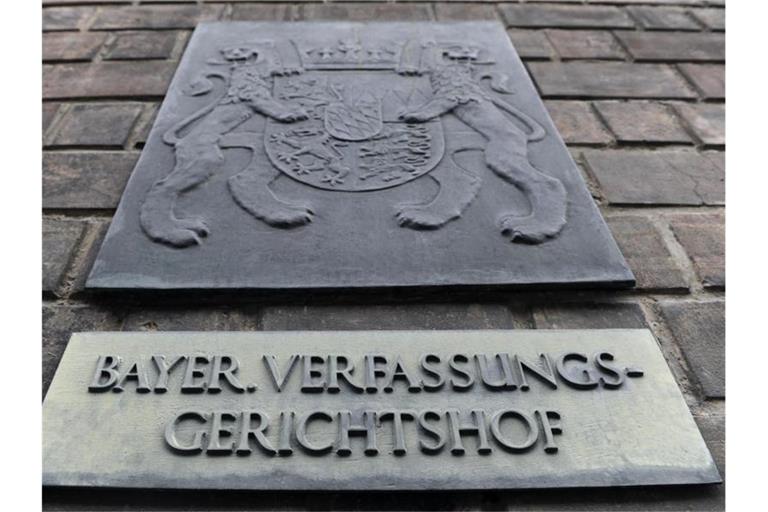 BAYER. VERFASSUNGS-
GERICHTSHOF